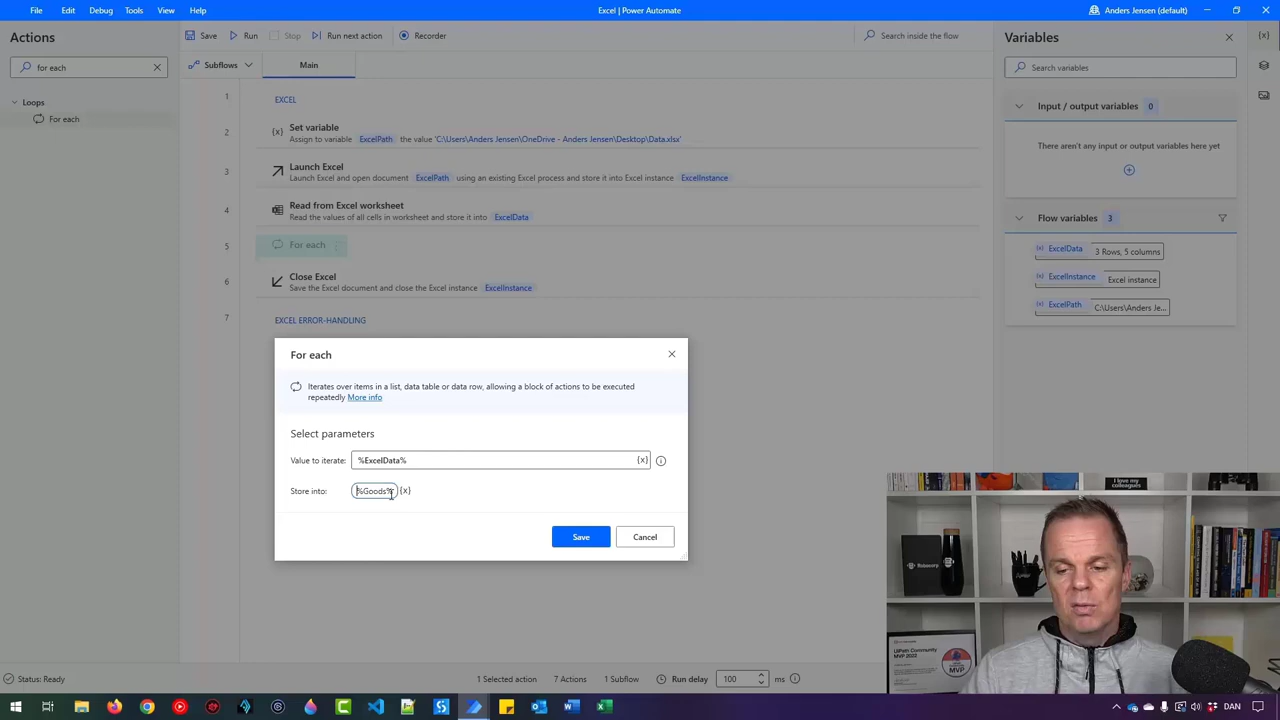 File Edit Debug Tools View Help
Excel | Power Automate
Anders Jensen (default)
Actions
for each
Loops
For each
Save Run Stop Run next action Recorder
Search inside the flow
Subflows
Main
1 EXCEL
2 Set variable
Assign to variable ExcelPath the value 'C:\Users\Anders Jensen\OneDrive - Anders Jensen\Desktop\Data.xlsx'
3 Launch Excel
Launch Excel and open document ExcelPath using an existing Excel process and store it into Excel instance ExcelInstance
4 Read from Excel worksheet
Read the values of all cells in worksheet and store it into ExcelData
5 For each
6 Close Excel
Save the Excel document and close the Excel instance ExcelInstance
7 EXCEL ERROR-HANDLING
For each
Iterates over items in a list, data table or data row, allowing a block of actions to be executed
repeatedly More info
Select parameters
Value to iterate: %ExcelData% {x}
Store into: %Goods% {x}
Save Cancel
Variables
Search variables
Input / output variables 0
There aren't any input or output variables here yet
Flow variables 3
ExcelData 3 Rows, 5 columns
ExcelInstance Excel instance
ExcelPath C:\Users\Anders Je...
I love my
colleagues
Robocorp
UiPath Community
MVP 2023
Status: Ready
1 Selected action 7 Actions 1 Subflow Run delay 100 ms
DAN